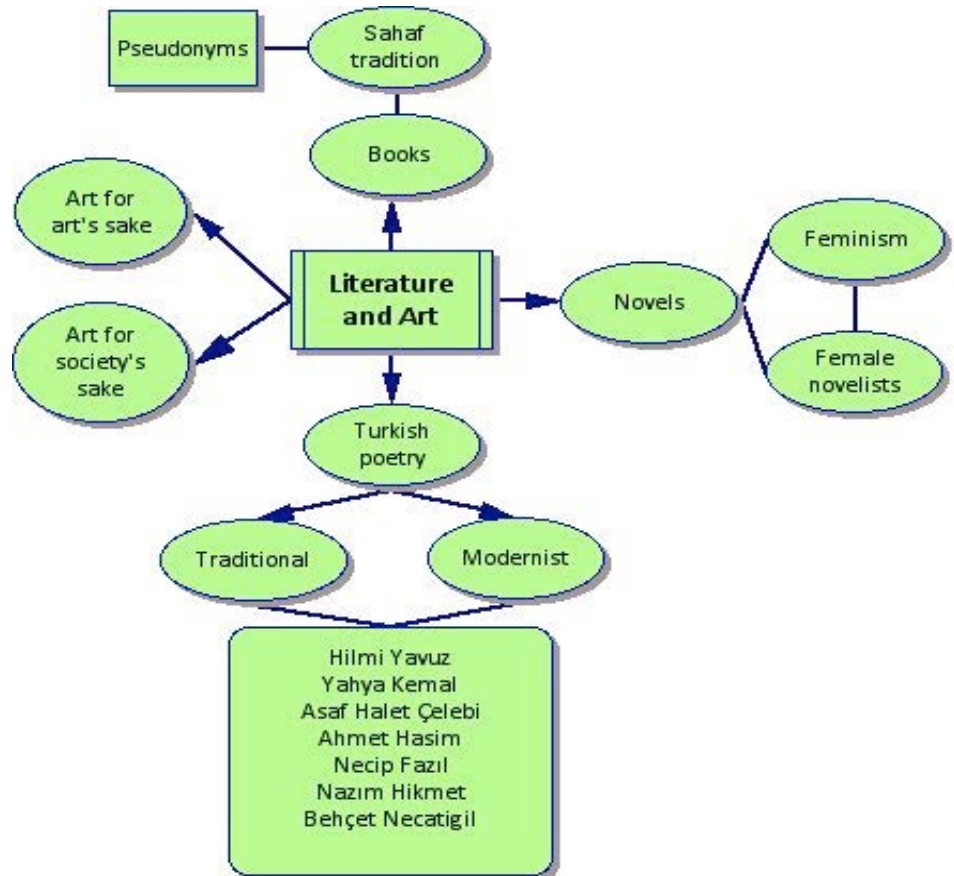 Pseudonyms
Sahaf
tradition
Books
Art for
art's sake
Art for
society's
sake
Literature
and Art
Novels
Feminism
Female
novelists
Turkish
poetry
Traditional
Modernist
Hilmi Yavuz
Yahya Kemal
Asaf Halet Çelebi
Ahmet Hasim
Necip Fazıl
Nazım Hikmet
Behçet Necatigil